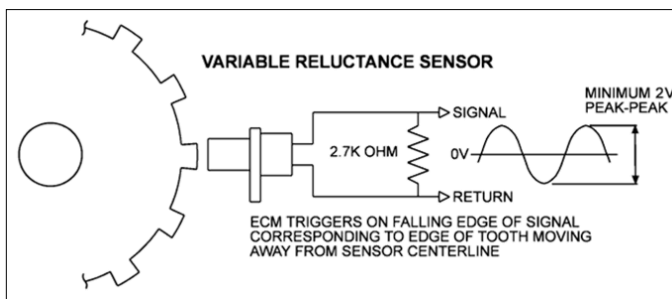 VARIABLE RELUCTANCE SENSOR
MINIMUM 2V
PEAK-PEAK
SIGNAL
2.7K OHM
0V
RETURN
ECM TRIGGERS ON FALLING EDGE OF SIGNAL
CORRESPONDING TO EDGE OF TOOTH MOVING
AWAY FROM SENSOR CENTERLINE